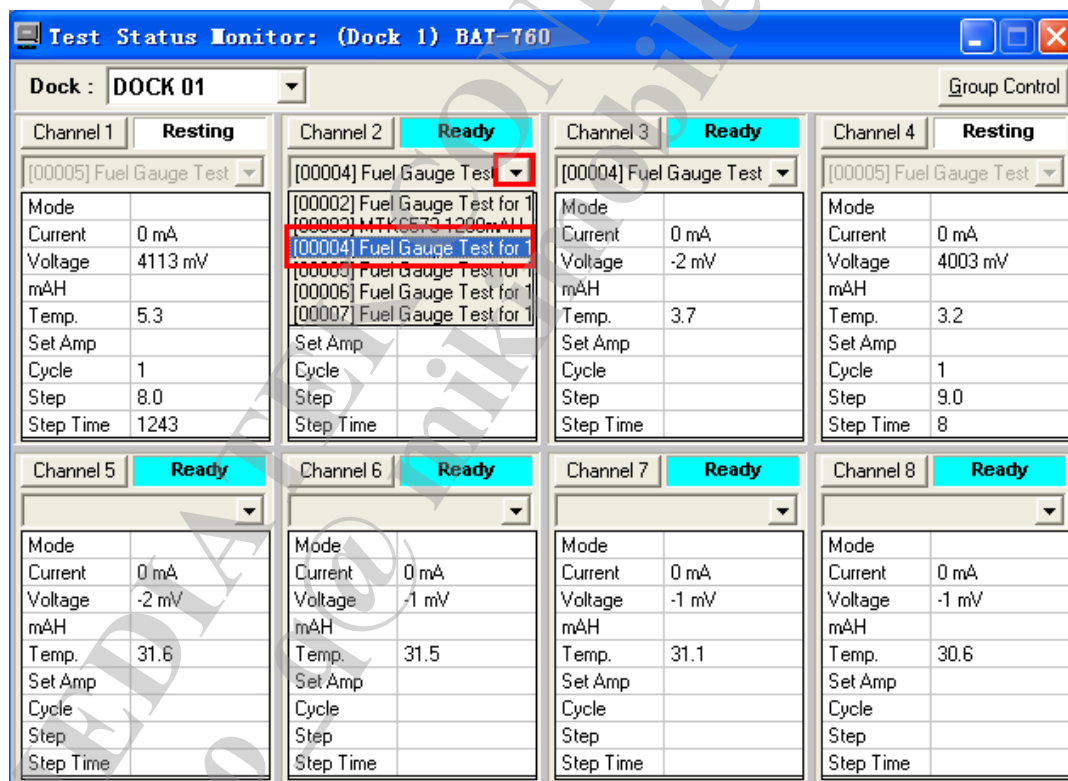 Test Status Monitor: (Dock 1) BAT-760
Dock : DOCK 01 Group Control
Channel 1 Resting
[00005] Fuel Gauge Test
Mode
Current 0 mA
Voltage 4113 mV
mAH
Temp. 5.3
Set Amp
Cycle 1
Step 8.0
Step Time 1243
Channel 2 Ready
[00004] Fuel Gauge Test
[00002] Fuel Gauge Test for 1
[00003] MTK6573 1200mAH
[00004] Fuel Gauge Test for 1
[00005] Fuel Gauge Test for 1
[00006] Fuel Gauge Test for 1
[00007] Fuel Gauge Test for 1
Set Amp
Cycle
Step
Step Time
Channel 3 Ready
[00004] Fuel Gauge Test
Mode
Current 0 mA
Voltage -2 mV
mAH
Temp. 3.7
Set Amp
Cycle
Step
Step Time
Channel 4 Resting
[00005] Fuel Gauge Test
Mode
Current 0 mA
Voltage 4003 mV
mAH
Temp. 3.2
Set Amp
Cycle 1
Step 9.0
Step Time 8
Channel 5 Ready
Mode
Current 0 mA
Voltage -2 mV
mAH
Temp. 31.6
Set Amp
Cycle
Step
Step Time
Channel 6 Ready
Mode
Current 0 mA
Voltage -1 mV
mAH
Temp. 31.5
Set Amp
Cycle
Step
Step Time
Channel 7 Ready
Mode
Current 0 mA
Voltage -1 mV
mAH
Temp. 31.1
Set Amp
Cycle
Step
Step Time
Channel 8 Ready
Mode
Current 0 mA
Voltage -1 mV
mAH
Temp. 30.6
Set Amp
Cycle
Step
Step Time